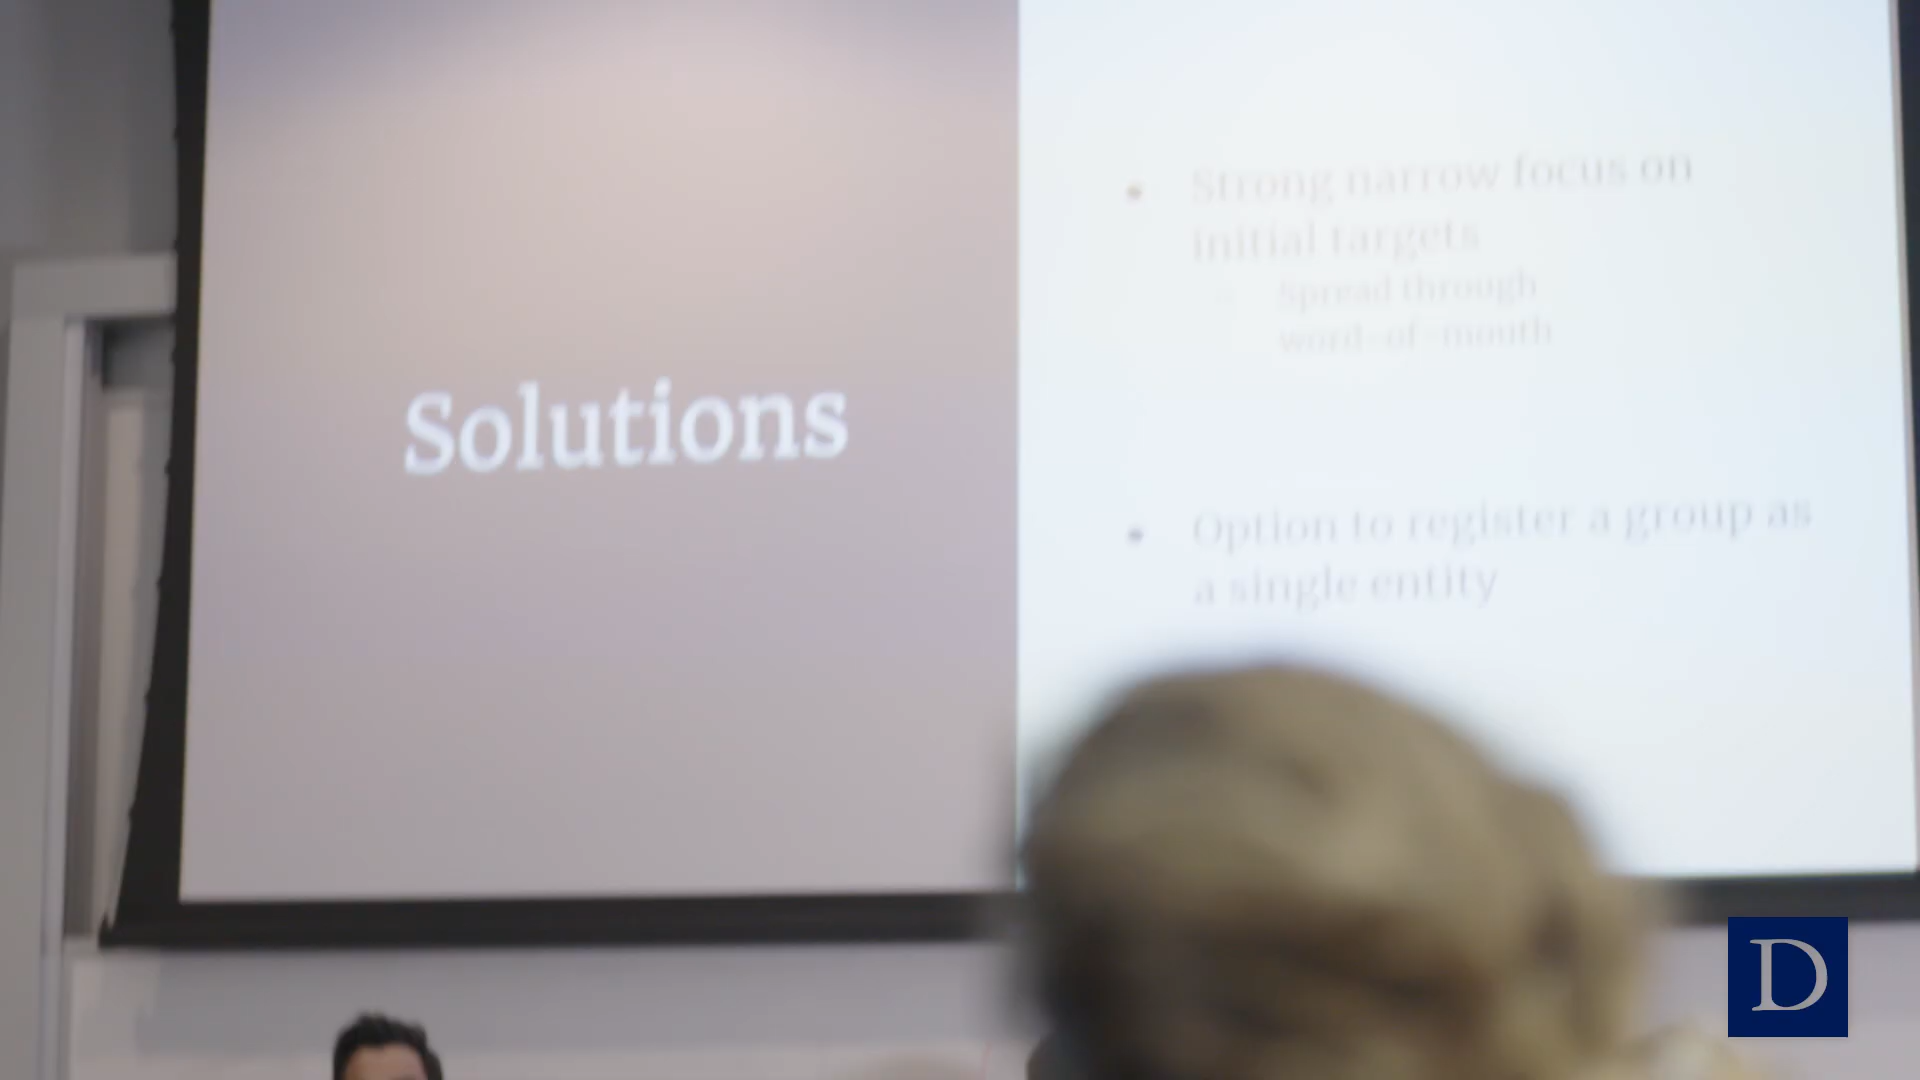 Solutions
Strong narrow focus on
initial targets
Spread through
word-of-mouth
Option to register a group as
a single entity
D